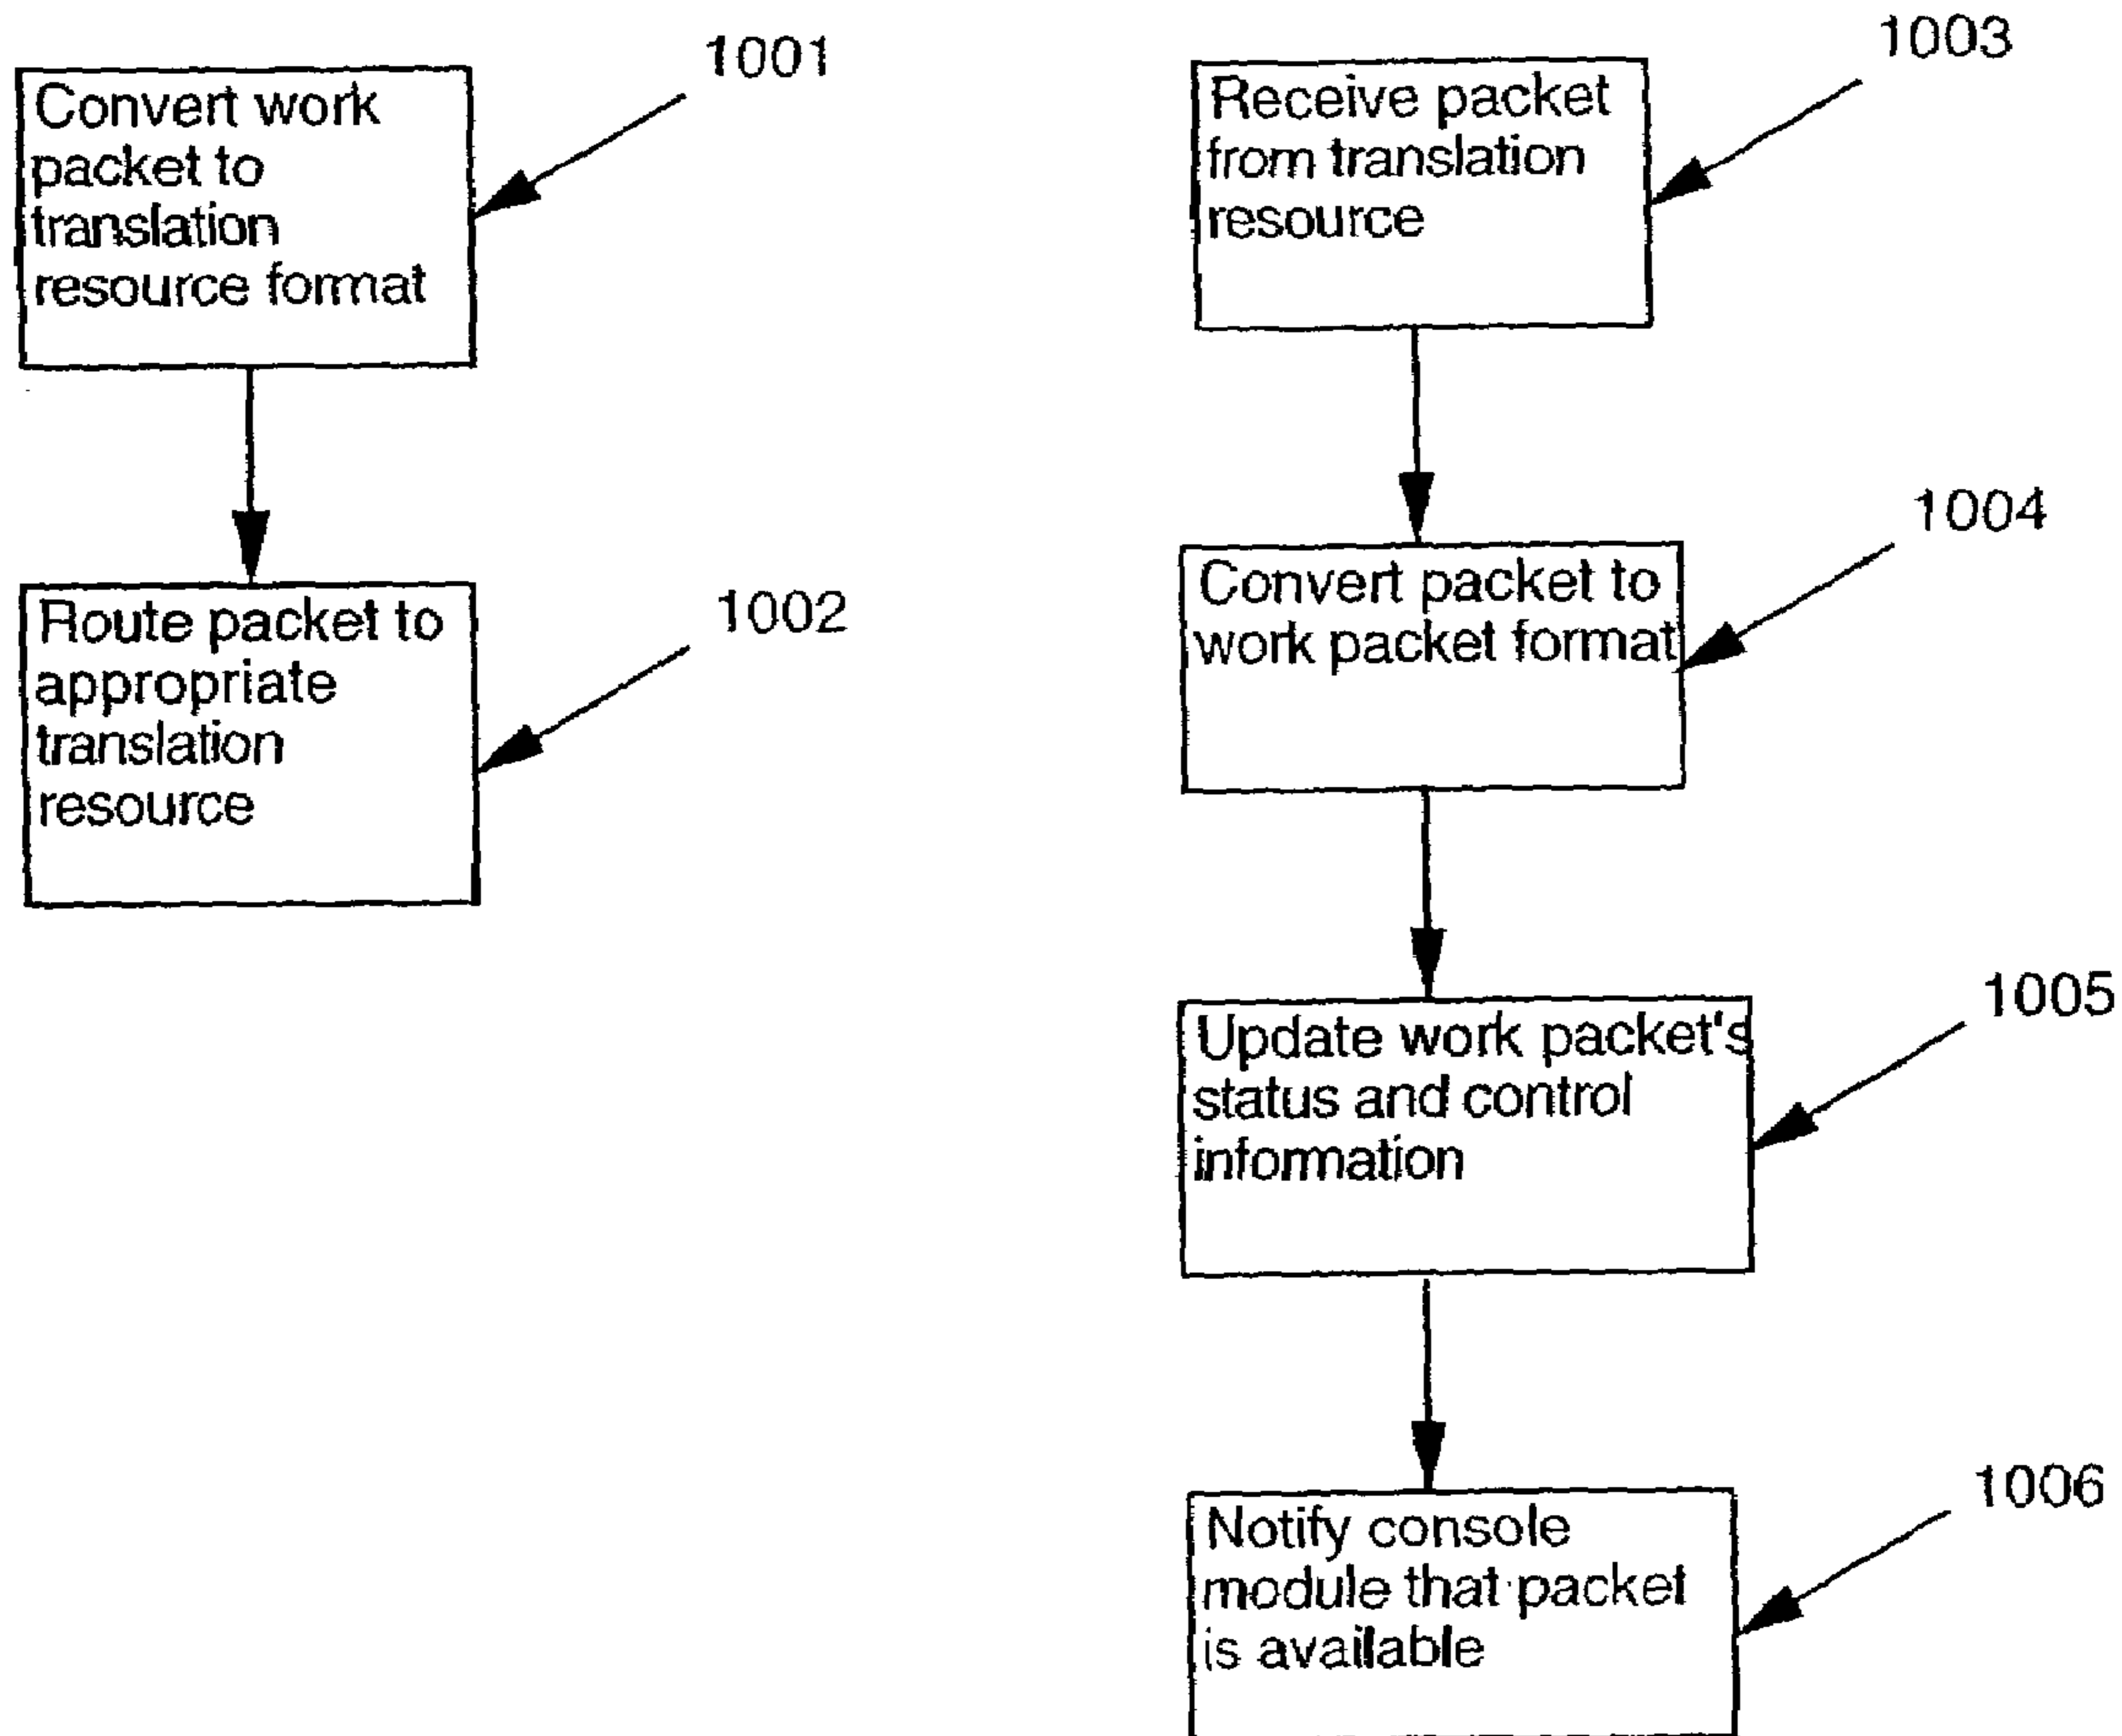 1001
Convert work
packet to
translation
resource format
1002
Route packet to
appropriate
translation
resource
1003
Receive packet
from translation
resource
1004
Convert packet to
work packet format
1005
Update work packet's
status and control
information
1006
Notify console
module that packet
is available